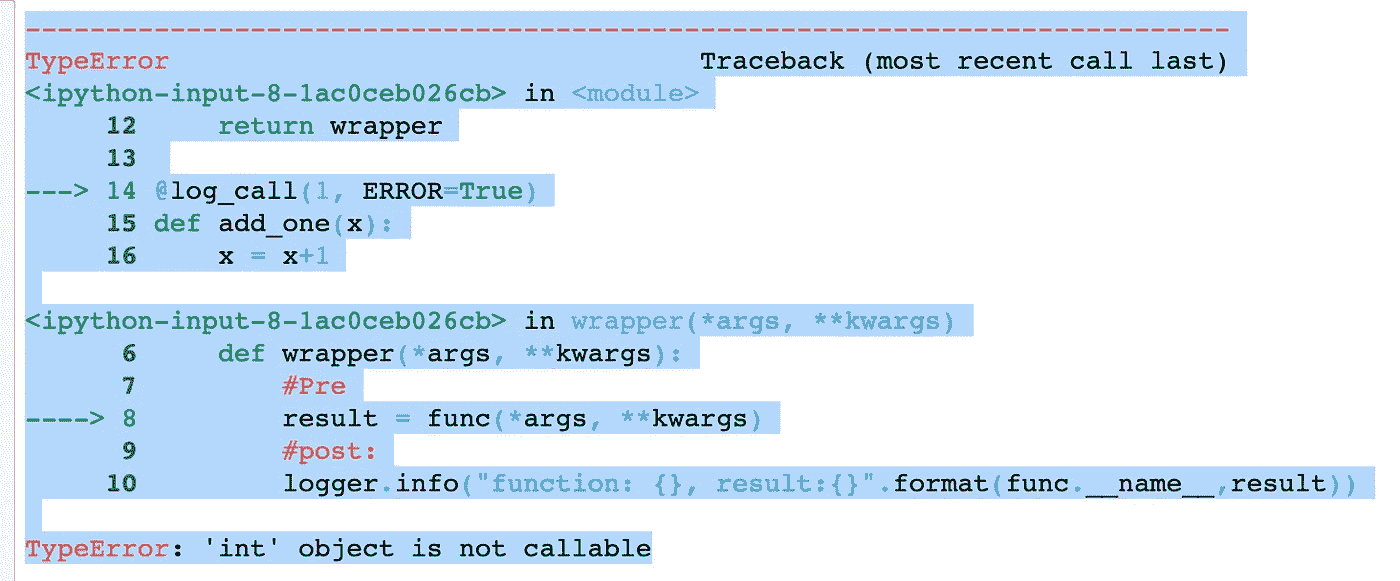 ---------------------------------------------------------------------------
TypeError                                 Traceback (most recent call last)
<ipython-input-8-1ac0ceb026cb> in <module>
     12     return wrapper
     13
---> 14 @log_call(1, ERROR=True)
     15 def add_one(x):
     16     x = x+1

<ipython-input-8-1ac0ceb026cb> in wrapper(*args, **kwargs)
      6     def wrapper(*args, **kwargs):
      7         #Pre
----> 8         result = func(*args, **kwargs)
      9         #post:
     10         logger.info("function: {}, result:{}".format(func.__name__,result))

TypeError: 'int' object is not callable